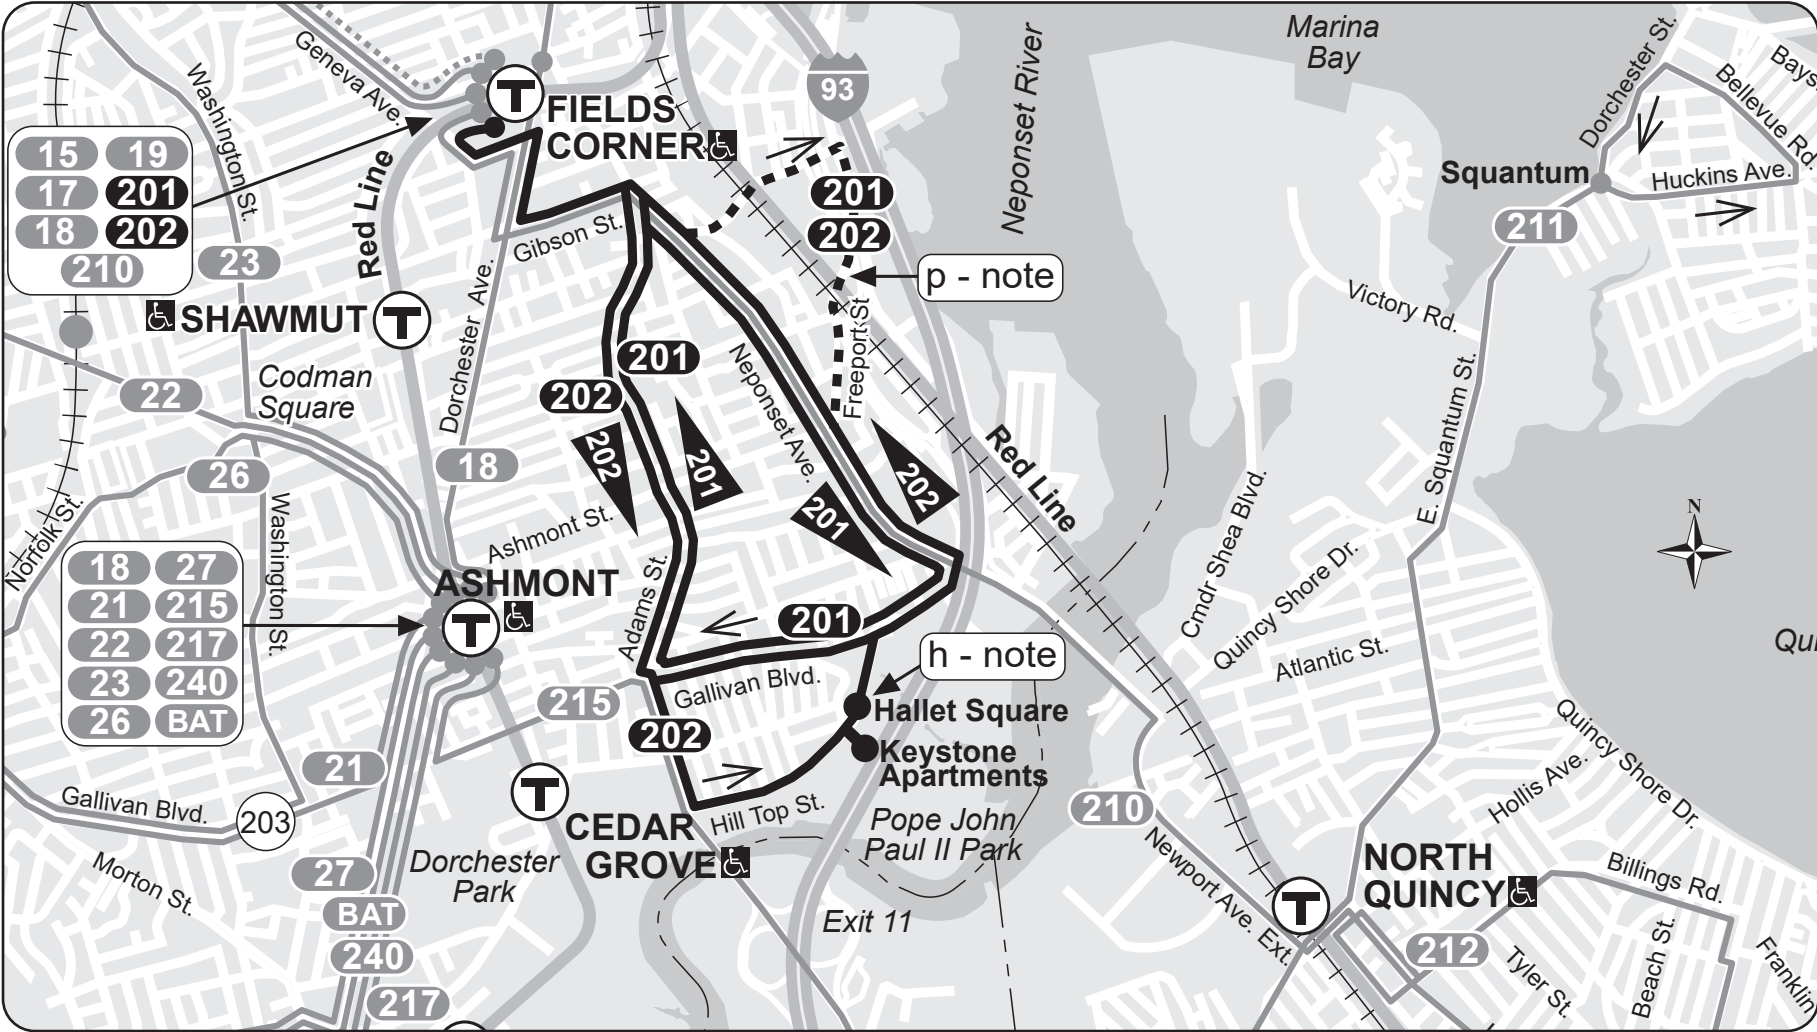 Marina
Bay
Dorchester St.
Bellevue Rd.
Bays
Huckins Ave.
Squantum
211
Neponset River
93
T
FIELDS
CORNER
Geneva Ave.
Washington St.
15 19
17 201
18 202
210
23
Red Line
Gibson St.
201
202
p - note
SHAWMUT
T
Dorchester Ave.
Victory Rd.
Freeport St
E. Squantum St.
201
Neponset Ave.
202
22
Codman
Square
18
26
202
201
201
202
Red Line
Norfolk St.
Washington St.
Ashmont St.
N
Cmdr Shea Blvd.
Quincy Shore Dr.
18 27
21 215
22 217
23 240
26 BAT
ASHMONT
T
Adams St.
201
h - note
Atlantic St.
Qui
Gallivan Blvd.
215
Hallet Square
202
Keystone
Apartments
21
Quincy Shore Dr.
Hollis Ave.
T
Gallivan Blvd.
203
Hill Top St.
210
CEDAR
GROVE
Pope John
Paul II Park
Newport Ave. Ext.
NORTH
QUINCY
T
Billings Rd.
Morton St.
27
Dorchester
Park
BAT
Exit 11
240
212
Tyler St.
Beach St.
Franklin
217